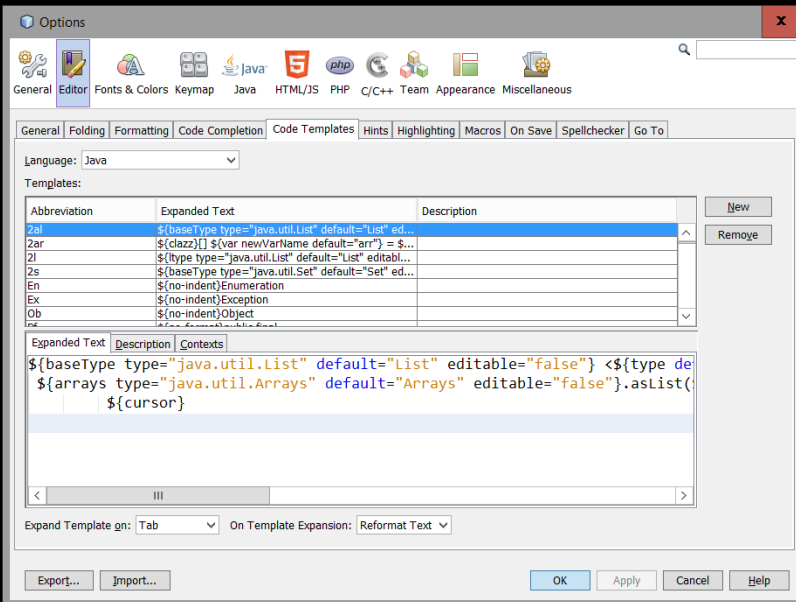 Options
x
General Editor Fonts & Colors Keymap Java HTML/JS PHP C/C++ Team Appearance Miscellaneous
General Folding Formatting Code Completion Code Templates Hints Highlighting Macros On Save Spellchecker Go To
Language: Java
Templates:
Abbreviation Expanded Text Description
New
2al ${baseType type="java.util.List" default="List" ed...
Remove
2ar ${clazz}[] ${var newVarName default="arr"} = $...
2l ${ltype type="java.util.List" default="List" editabl...
2s ${baseType type="java.util.Set" default="Set" ed...
En ${no-indent}Enumeration
Ex ${no-indent}Exception
Ob ${no-indent}Object
Expanded Text Description Contexts
${baseType type="java.util.List" default="List" editable="false"} <${type
${arrays type="java.util.Arrays" default="Arrays" editable="false"}.asList(
${cursor}
Expand Template on: Tab On Template Expansion: Reformat Text
Export... Import... OK Apply Cancel Help